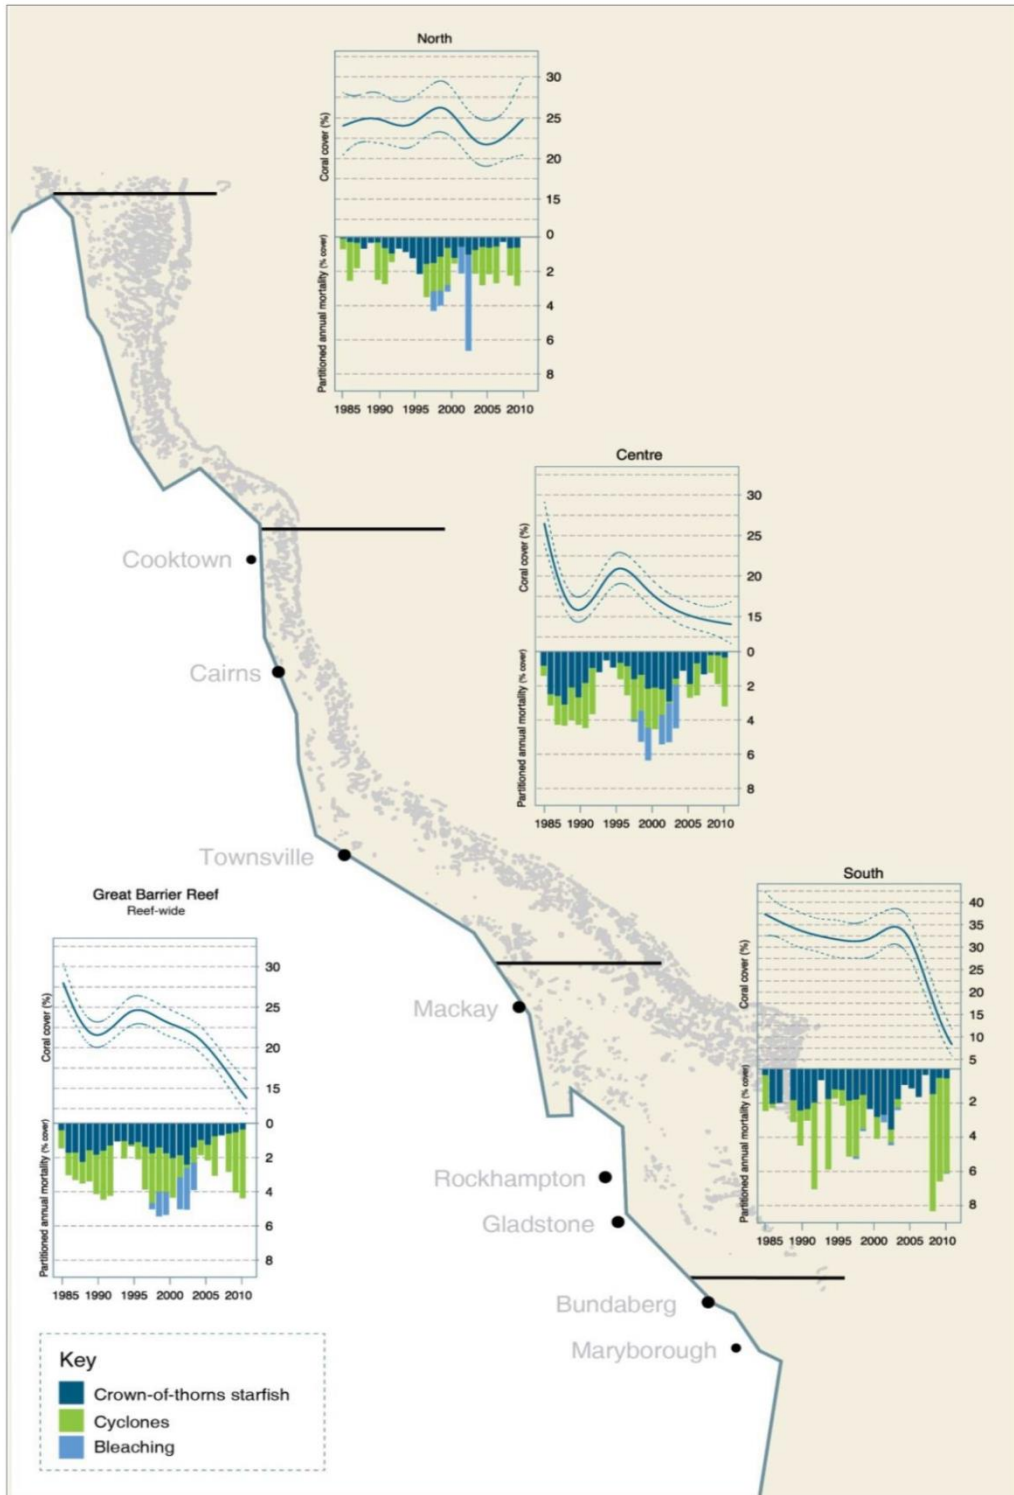 North
Coral cover (%)
30
25
20
15
Partitioned annual mortality (% cover)
0
2
4
6
8
1985 1990 1995 2000 2005 2010
Centre
Coral cover (%)
30
25
20
15
Partitioned annual mortality (% cover)
0
2
4
6
8
1985 1990 1995 2000 2005 2010
Cooktown
Cairns
Townsville
South
Coral cover (%)
40
35
30
25
20
15
10
5
Partitioned annual mortality (% cover)
2
4
6
8
1985 1990 1995 2000 2005 2010
Great Barrier Reef
Reef-wide
Coral cover (%)
30
25
20
15
Partitioned annual mortality (% cover)
0
2
4
6
8
1985 1990 1995 2000 2005 2010
Mackay
Rockhampton
Gladstone
Bundaberg
Maryborough
Key
Crown-of-thorns starfish
Cyclones
Bleaching